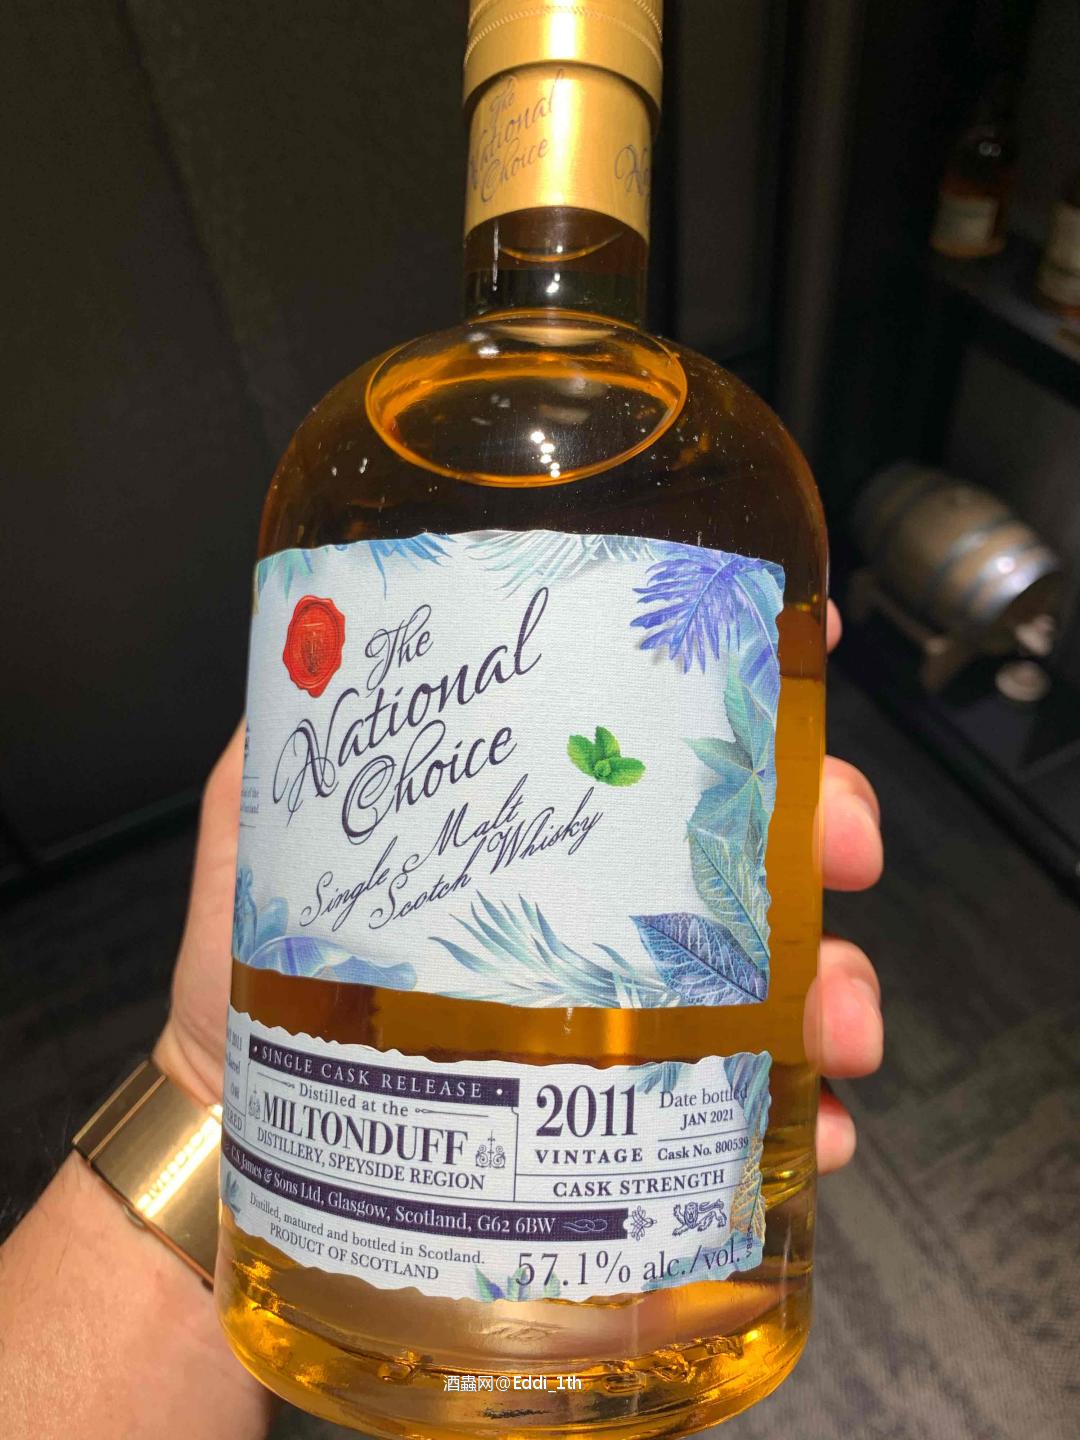 The
National
Choice
The
National
Choice
Single Malt
Scotch Whisky
• SINGLE CASK RELEASE •
Distilled at the
MILTONDUFF
DISTILLERY, SPEYSIDE REGION
2011
VINTAGE
Date bottled
JAN 2021
Cask No. 800539
CASK STRENGTH
James & Sons Ltd, Glasgow, Scotland, G62 6BW
Distilled, matured and bottled in Scotland.
PRODUCT OF SCOTLAND
57.1% alc./vol.
酒蟲网@Eddi_1th